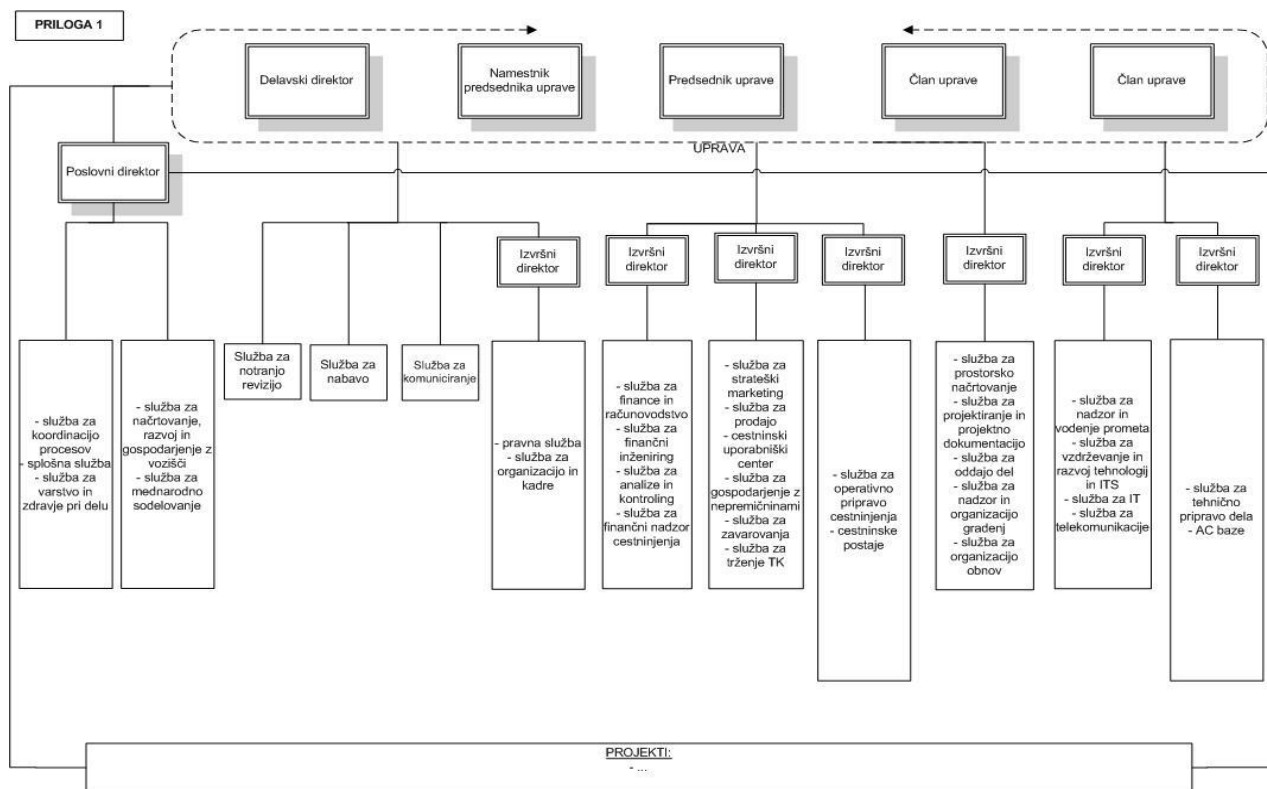 PRILOGA 1
Delavski direktor
Namestnik
predsednika uprave
Predsednik uprave
Član uprave
Član uprave
UPRAVA
Poslovni direktor
Izvršni
direktor
Izvršni
direktor
Izvršni
direktor
Izvršni
direktor
Izvršni
direktor
Izvršni
direktor
Izvršni
direktor
- služba za
koordinacijo
procesov
- splošna služba
- služba za
varstvo in
zdravje pri delu
- služba za
načrtovanje,
razvoj in
gospodarjenje z
vozišči
- služba za
mednarodno
sodelovanje
Služba za
notranjo
revizijo
Služba za
nabavo
Služba za
komuniciranje
- pravna služba
- služba za
organizacijo in
kadre
- služba za
finance in
računovodstvo
- služba za
finančni
inženiring
- služba za
analize in
kontroling
- služba za
finančni nadzor
cestninjenja
- služba za
strateški
marketing
- služba za
prodajo
- cestninski
uporabniški
center
- služba za
gospodarjenje z
nepremičninami
- služba za
zavarovanja
- služba za
trženje TK
- služba za
operativno
pripravo
cestninjenja
- cestninske
postaje
- služba za
prostorsko
načrtovanje
- služba za
projektiranje in
projektno
dokumentacijo
- služba za
oddajo del
- služba za
nadzor in
organizacijo
gradenj
- služba za
organizacijo
obnov
- služba za
nadzor in
vodenje prometa
- služba za
vzdrževanje in
razvoj tehnologij
in ITS
- služba za IT
- služba za
telekomunikacije
- služba za
tehnično
pripravo dela
- AC baze
PROJEKTI:
- ...